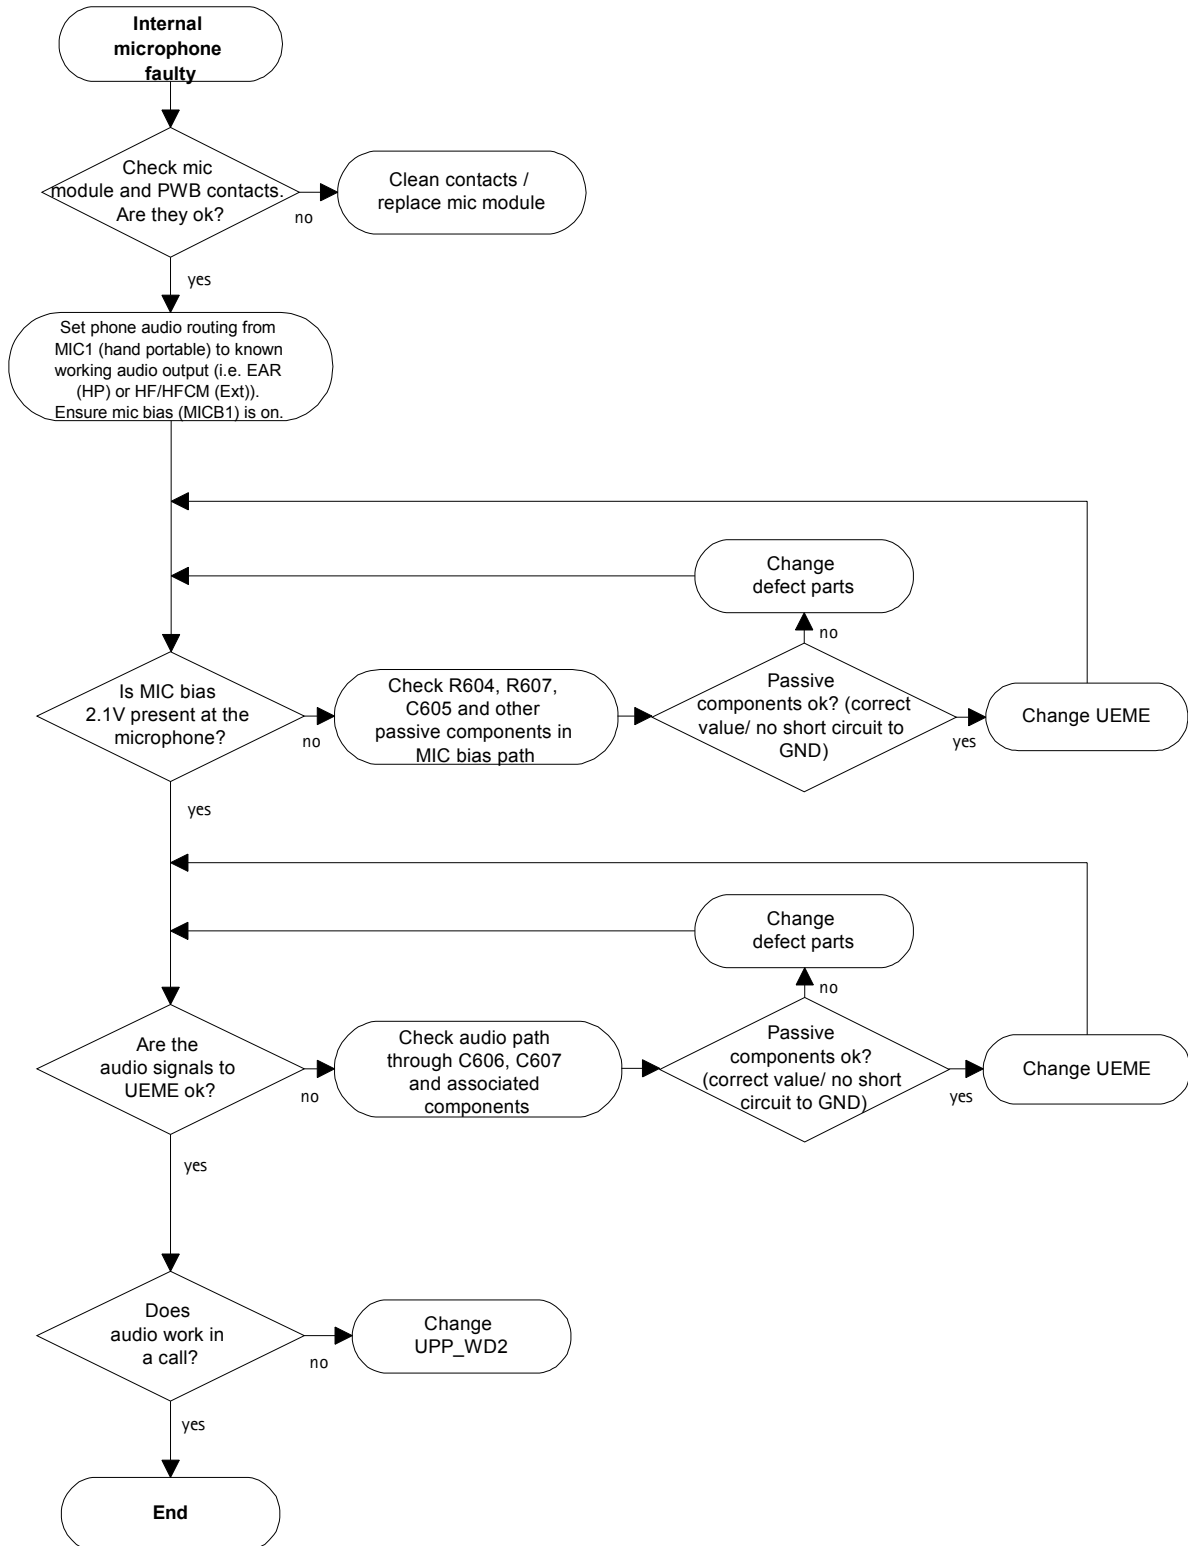 Internal
microphone
faulty
Check mic
module and PWB contacts.
Are they ok?
no
Clean contacts /
replace mic module
yes
Set phone audio routing from
MIC1 (hand portable) to known
working audio output (i.e. EAR
(HP) or HF/HFCM (Ext)).
Ensure mic bias (MICB1) is on.
Change
defect parts
no
Is MIC bias
2.1V present at the
microphone?
no
Check R604, R607,
C605 and other
passive components in
MIC bias path
Passive
components ok? (correct
value/ no short circuit to
GND)
yes
Change UEME
yes
Change
defect parts
no
Are the
audio signals to
UEME ok?
no
Check audio path
through C606, C607
and associated
components
Passive
components ok?
(correct value/ no short
circuit to GND)
yes
Change UEME
yes
Does
audio work in
a call?
no
Change
UPP_WD2
yes
End